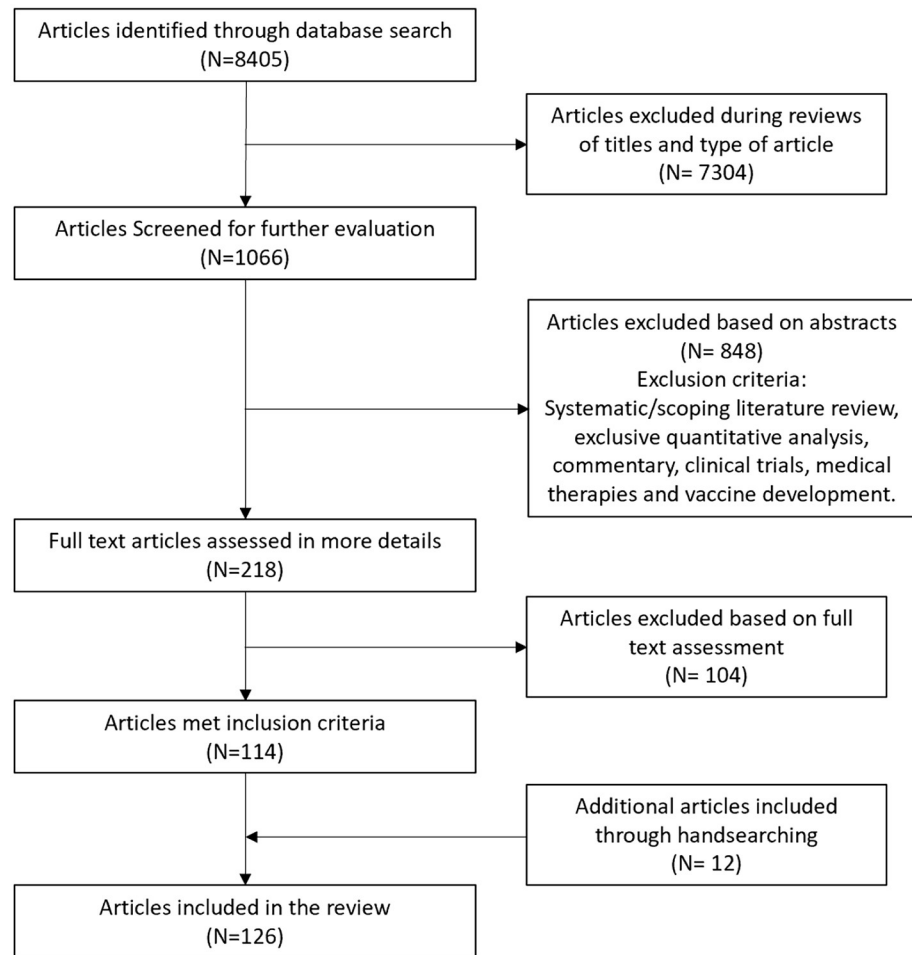 Articles identified through database search
(N=8405)
Articles excluded during reviews
of titles and type of article
(N= 7304)
Articles Screened for further evaluation
(N=1066)
Articles excluded based on abstracts
(N= 848)
Exclusion criteria:
Systematic/scoping literature review,
exclusive quantitative analysis,
commentary, clinical trials, medical
therapies and vaccine development.
Full text articles assessed in more details
(N=218)
Articles excluded based on full
text assessment
(N= 104)
Articles met inclusion criteria
(N=114)
Additional articles included
through handsearching
(N= 12)
Articles included in the review
(N=126)